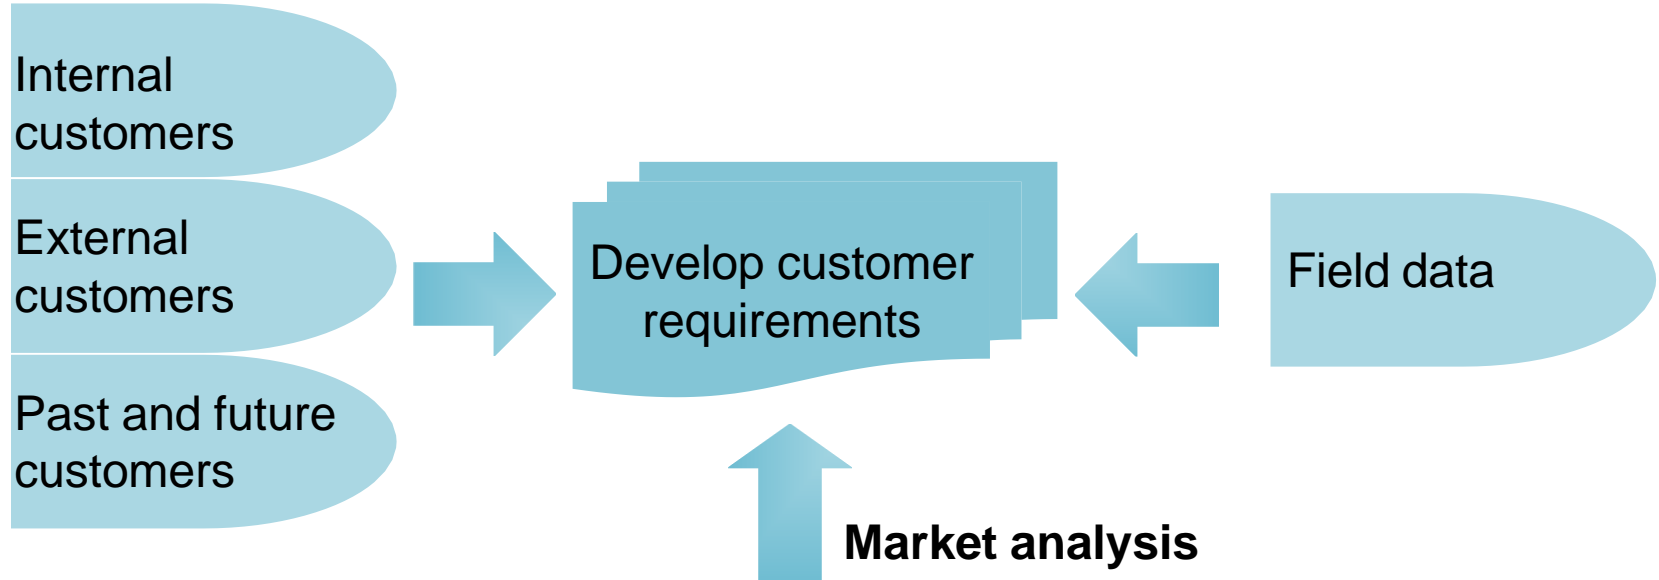 Internal
customers
External
customers
Past and future
customers
Develop customer
requirements
Field data
Market analysis